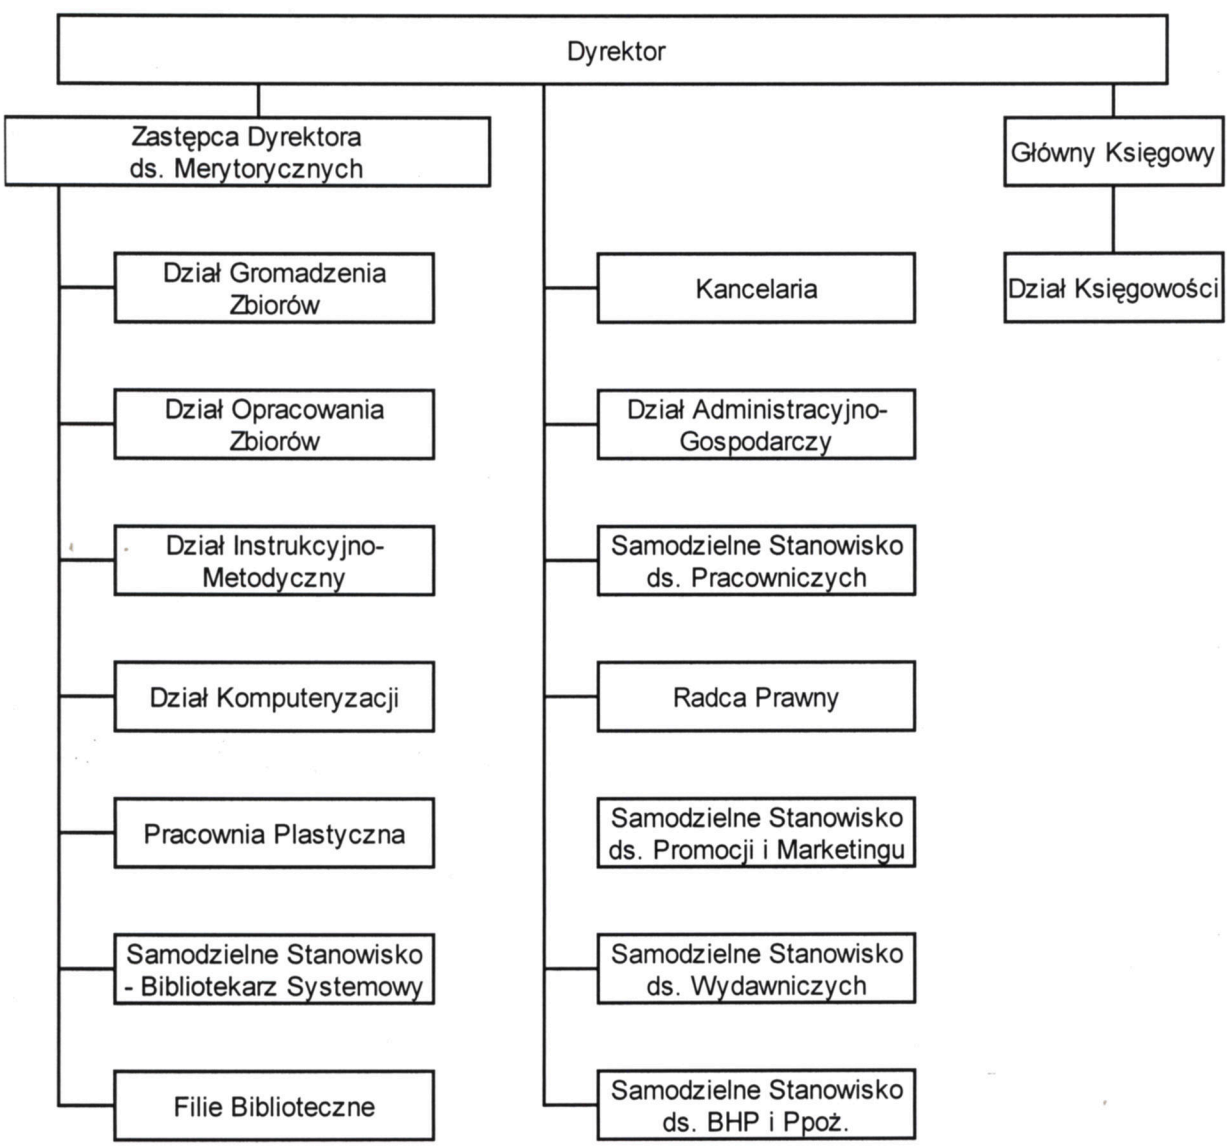 Dyrektor
Zastępca Dyrektora
ds. Merytorycznych
Główny Księgowy
Dział Gromadzenia
Zbiorów
Kancelaria
Dział Księgowości
Dział Opracowania
Zbiorów
Dział Administracyjno-
Gospodarczy
Dział Instrukcyjno-
Metodyczny
Samodzielne Stanowisko
ds. Pracowniczych
Dział Komputeryzacji
Radca Prawny
Pracownia Plastyczna
Samodzielne Stanowisko
ds. Promocji i Marketingu
Samodzielne Stanowisko
- Bibliotekarz Systemowy
Samodzielne Stanowisko
ds. Wydawniczych
Filie Biblioteczne
Samodzielne Stanowisko
ds. BHP i Ppoż.